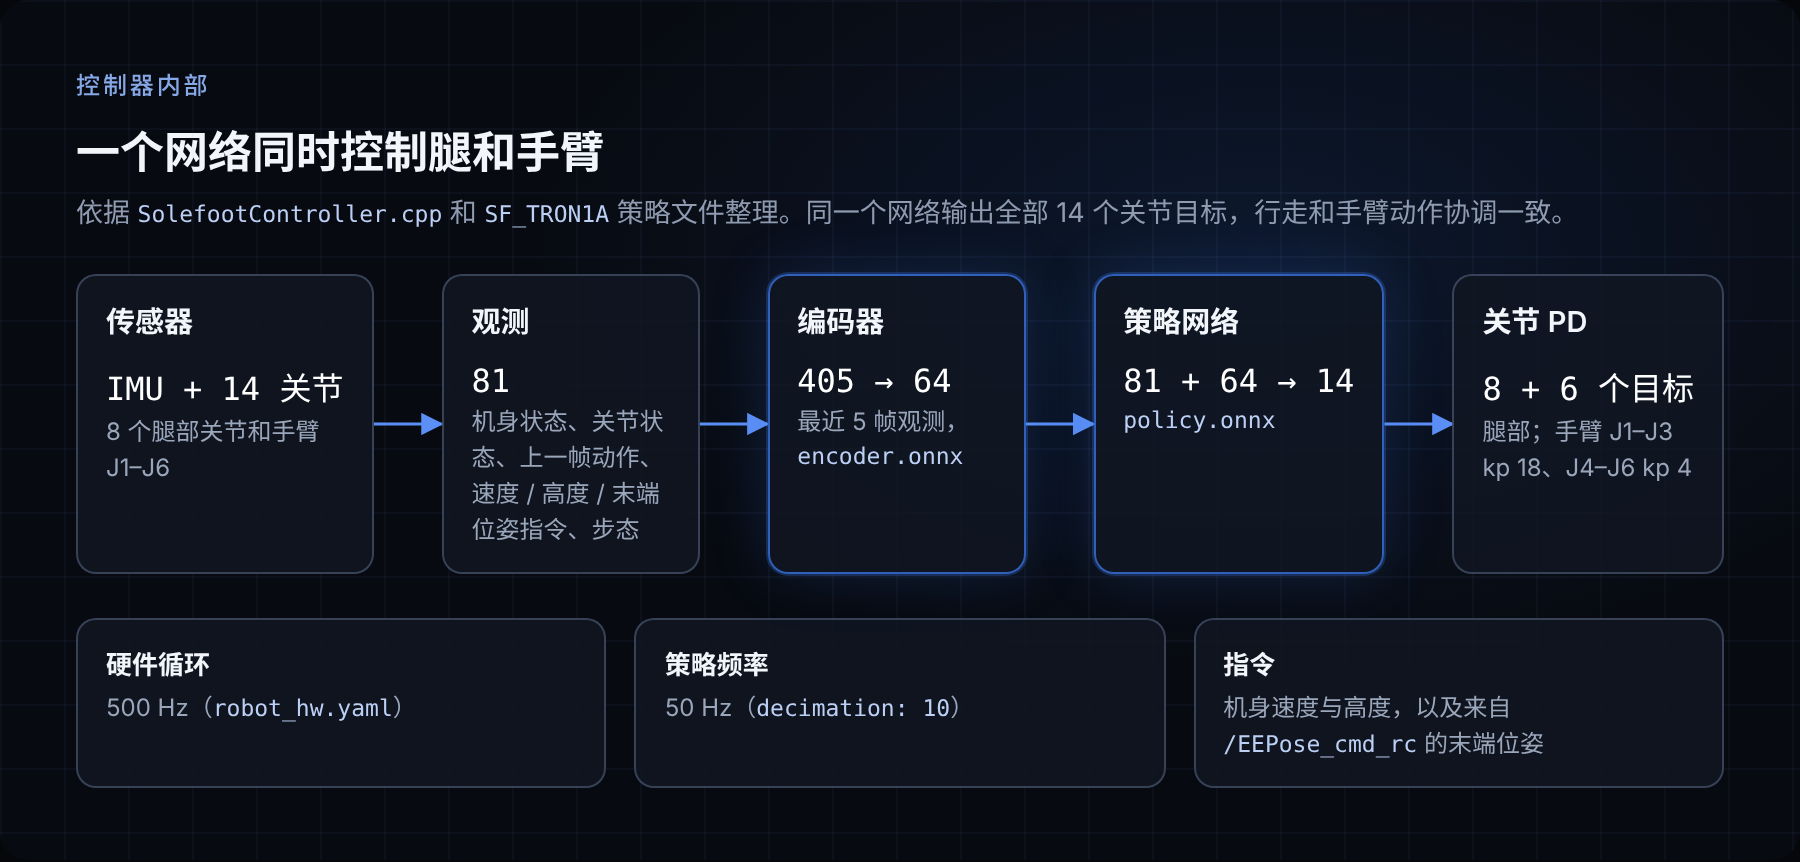 控制器内部
一个网络同时控制腿和手臂
依据 SolefootController.cpp 和 SF_TRON1A 策略文件整理。同一个网络输出全部 14 个关节目标，行走和手臂动作协调一致。
传感器
IMU + 14 关节
8 个腿部关节和手臂
J1–J6
观测
81
机身状态、关节状
态、上一帧动作、
速度 / 高度 / 末端
位姿指令、步态
编码器
405 → 64
最近 5 帧观测，
encoder.onnx
策略网络
81 + 64 → 14
policy.onnx
关节 PD
8 + 6 个目标
腿部；手臂 J1–J3
kp 18、J4–J6 kp 4
硬件循环
500 Hz（robot_hw.yaml）
策略频率
50 Hz（decimation: 10）
指令
机身速度与高度，以及来自
/EEPose_cmd_rc 的末端位姿